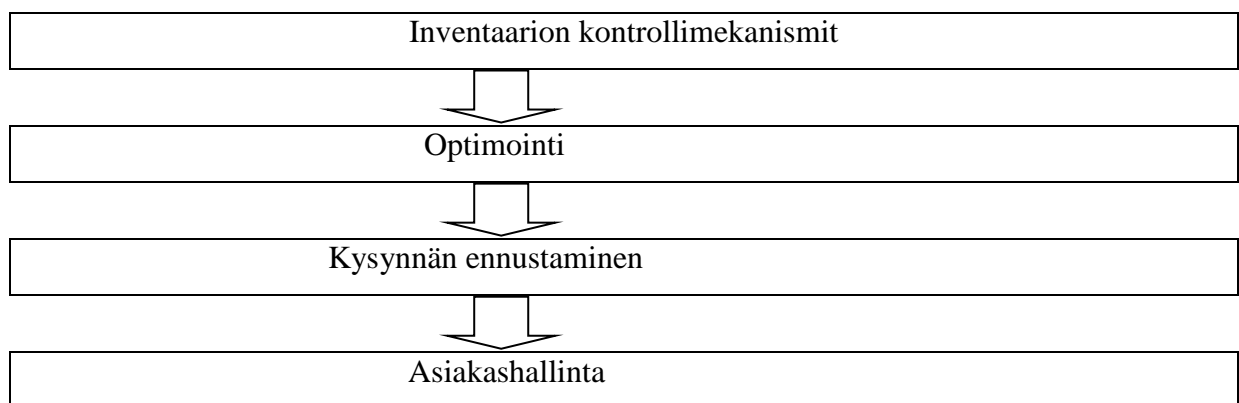 Inventaarion kontrollimekanismit
Optimointi
Kysynnän ennustaminen
Asiakashallinta